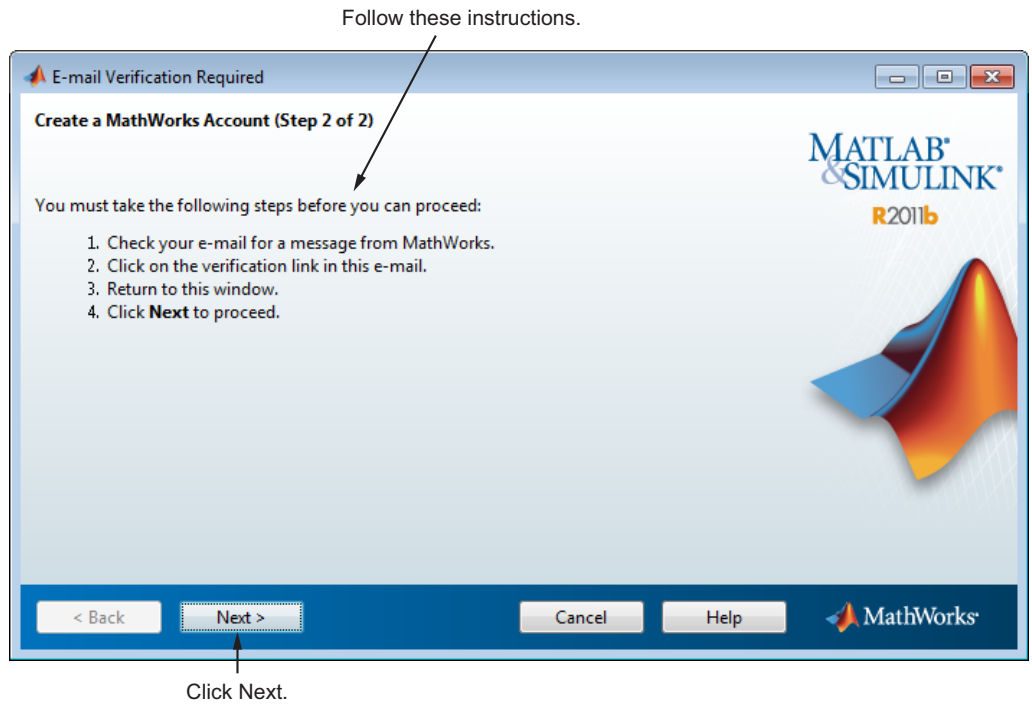 Follow these instructions.
E-mail Verification Required
Create a MathWorks Account (Step 2 of 2)
MATLAB®
&SIMULINK®
R2011b
You must take the following steps before you can proceed:
1. Check your e-mail for a message from MathWorks.
2. Click on the verification link in this e-mail.
3. Return to this window.
4. Click Next to proceed.
< Back
Next >
Cancel
Help
MathWorks®
Click Next.